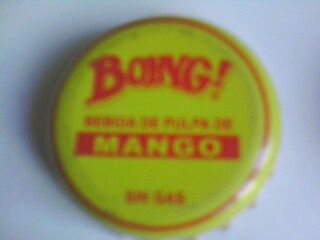 BOING!
BEBIDA DE PULPA DE
MANGO
SIN GAS